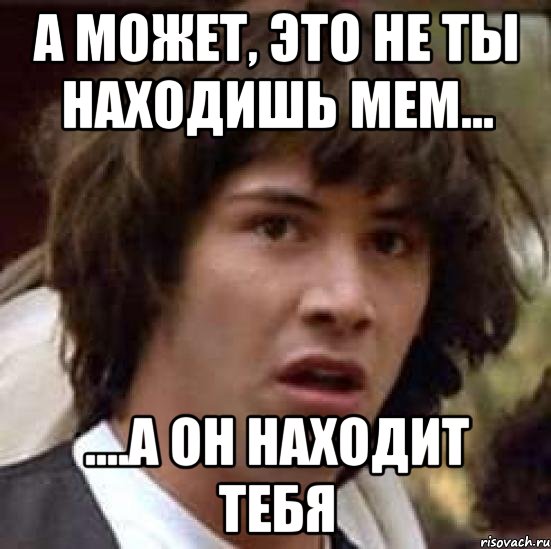 А МОЖЕТ, ЭТО НЕ ТЫ
НАХОДИШЬ МЕМ...
....А ОН НАХОДИТ
ТЕБЯ
risovach.ru